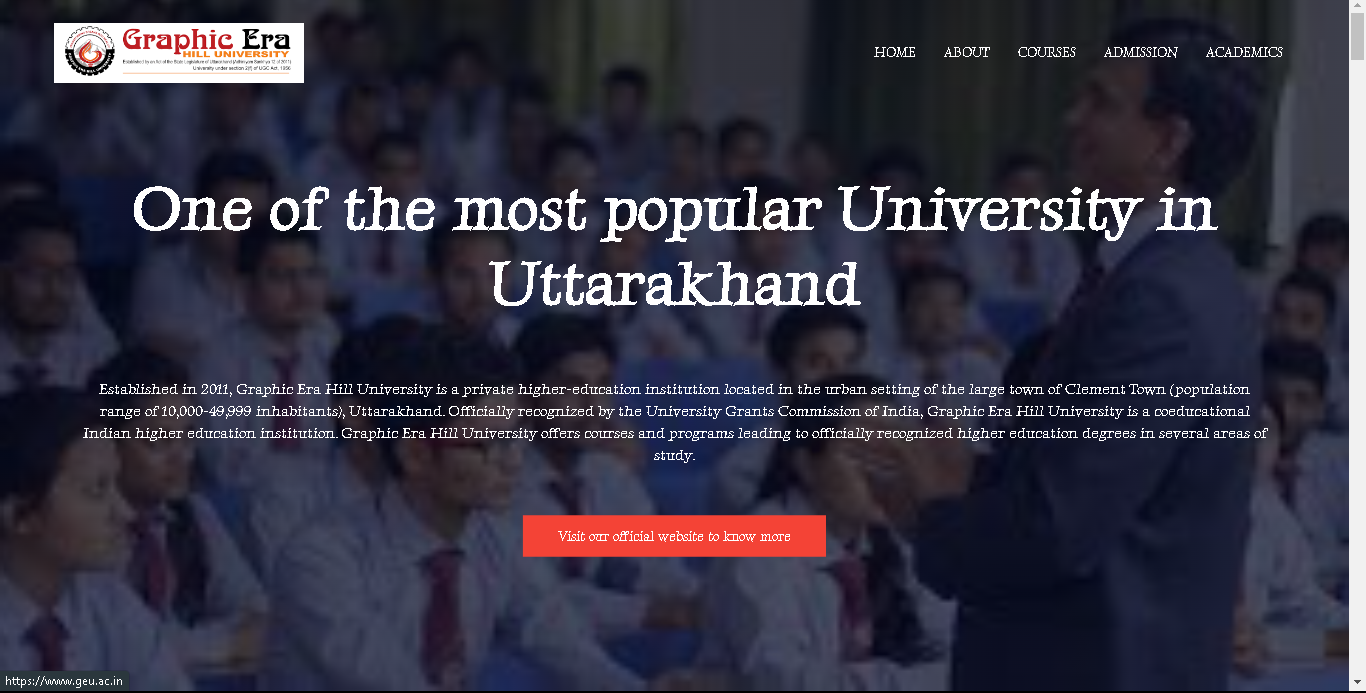 Graphic Era
HILL UNIVERSITY
Established by an Act of the State Legislature of Uttarakhand (Adhiniyam Sankhya 12 of 2011)
University under section 2(f) of UGC Act, 1956
HOME ABOUT COURSES ADMISSION ACADEMICS
One of the most popular University in
Uttarakhand
Established in 2011, Graphic Era Hill University is a private higher-education institution located in the urban setting of the large town of Clement Town (population
range of 10,000-49,999 inhabitants), Uttarakhand. Officially recognized by the University Grants Commission of India, Graphic Era Hill University is a coeducational
Indian higher education institution. Graphic Era Hill University offers courses and programs leading to officially recognized higher education degrees in several areas of
study.
Visit our official website to know more
https://www.geu.ac.in